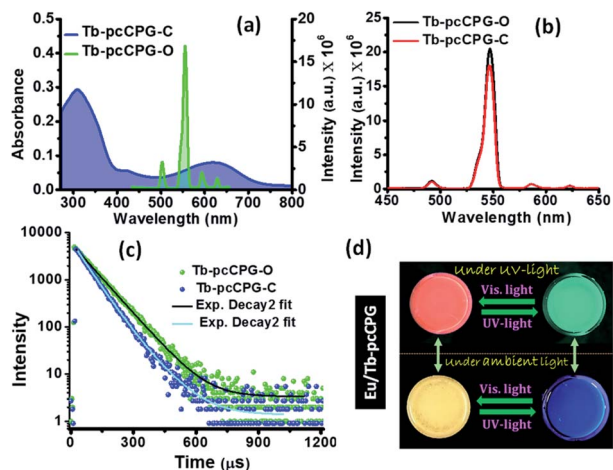 (a)
Tb-pcCPG-C
Tb-pcCPG-O
Absorbance
0.5
0.4
0.3
0.2
0.1
0.0
300 400 500 600 700 800
Wavelength (nm)
20
15
10
5
0
Intensity (a.u.) X 10⁶
(b)
Tb-pcCPG-O
Tb-pcCPG-C
Intensity (a.u.) X 10⁶
25
20
15
10
5
0
450 500 550 600 650
Wavelength (nm)
(c)
Tb-pcCPG-O
Tb-pcCPG-C
Exp. Decay2 fit
Exp. Decay2 fit
Intensity
10000
1000
100
10
1
0 300 600 900 1200
Time (μs)
(d)
Eu/Tb-pcCPG
Under UV-light
Vis. light
UV-light
Under ambient light
Vis. light
UV-light